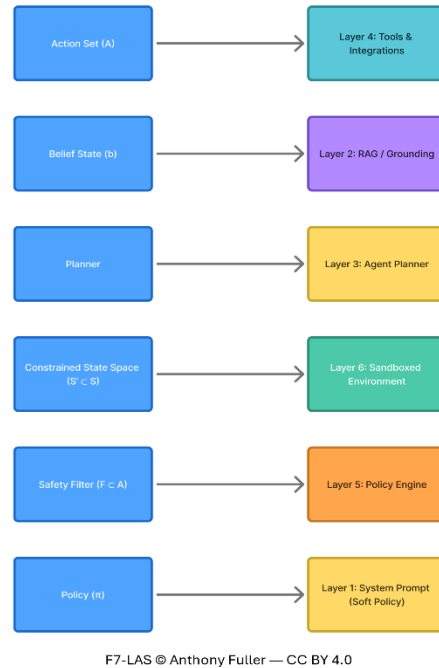 Action Set (A)
Layer 4: Tools &
Integrations
Belief State (b)
Layer 2: RAG / Grounding
Planner
Layer 3: Agent Planner
Constrained State Space
(S' ⊂ S)
Layer 6: Sandboxed
Environment
Safety Filter (F ⊂ A)
Layer 5: Policy Engine
Policy (π)
Layer 1: System Prompt
(Soft Policy)
F7-LAS © Anthony Fuller — CC BY 4.0